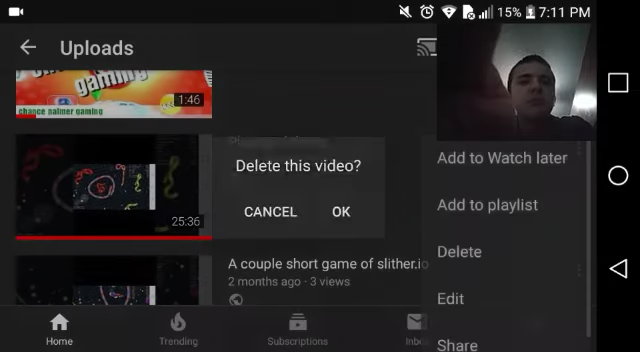 15% 7:11 PM
Uploads
gaming
1:46
chance palmer gaming
Add to Watch later
Delete this video?
Add to playlist
CANCEL OK
25:36
Delete
A couple short game of slither.io
2 months ago · 3 views
Edit
Share
Home
Trending
Subscriptions